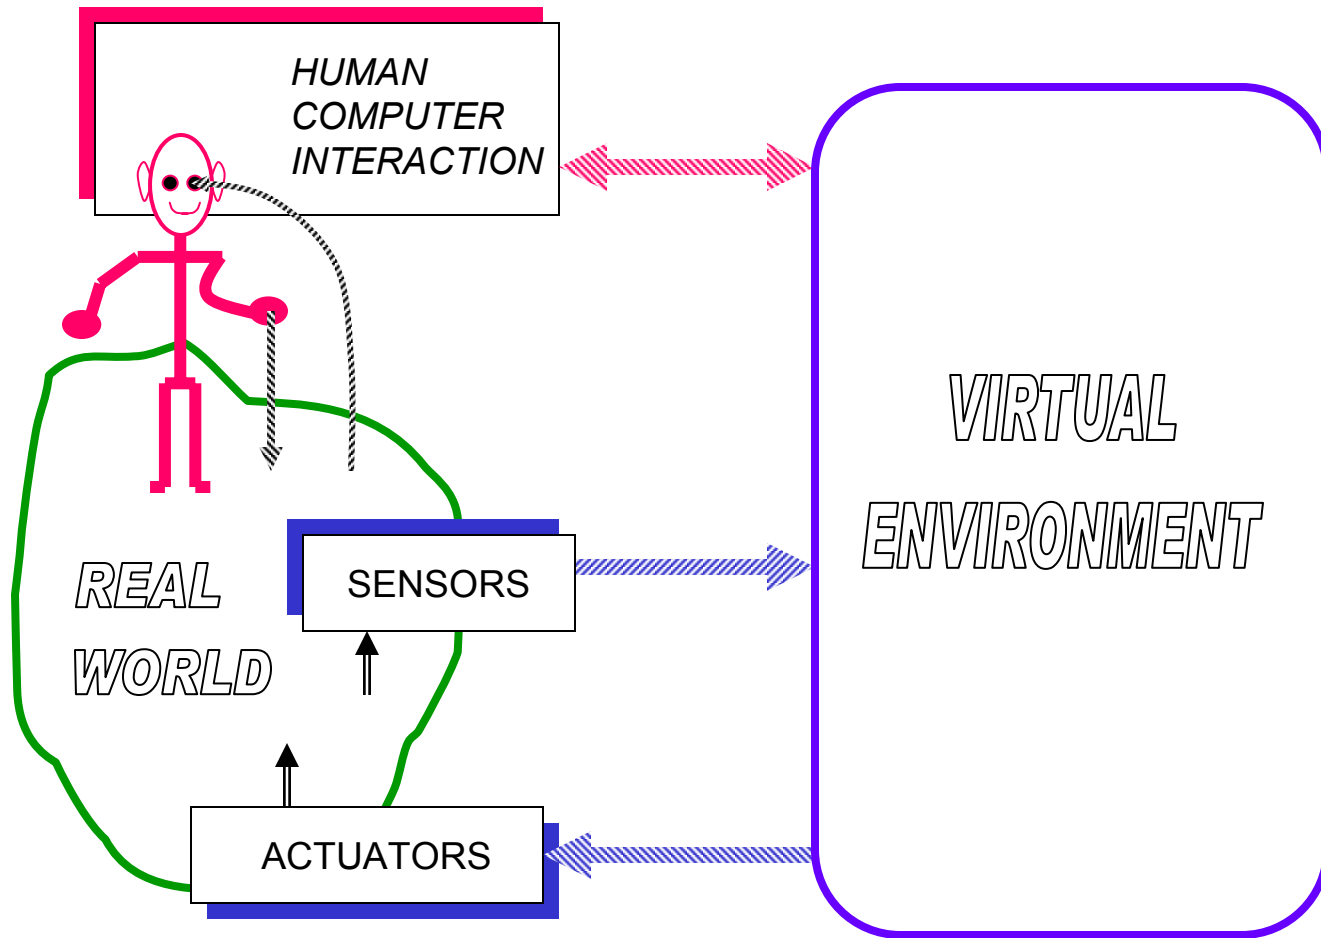 HUMAN
COMPUTER
INTERACTION
VIRTUAL
ENVIRONMENT
REAL
WORLD
SENSORS
ACTUATORS